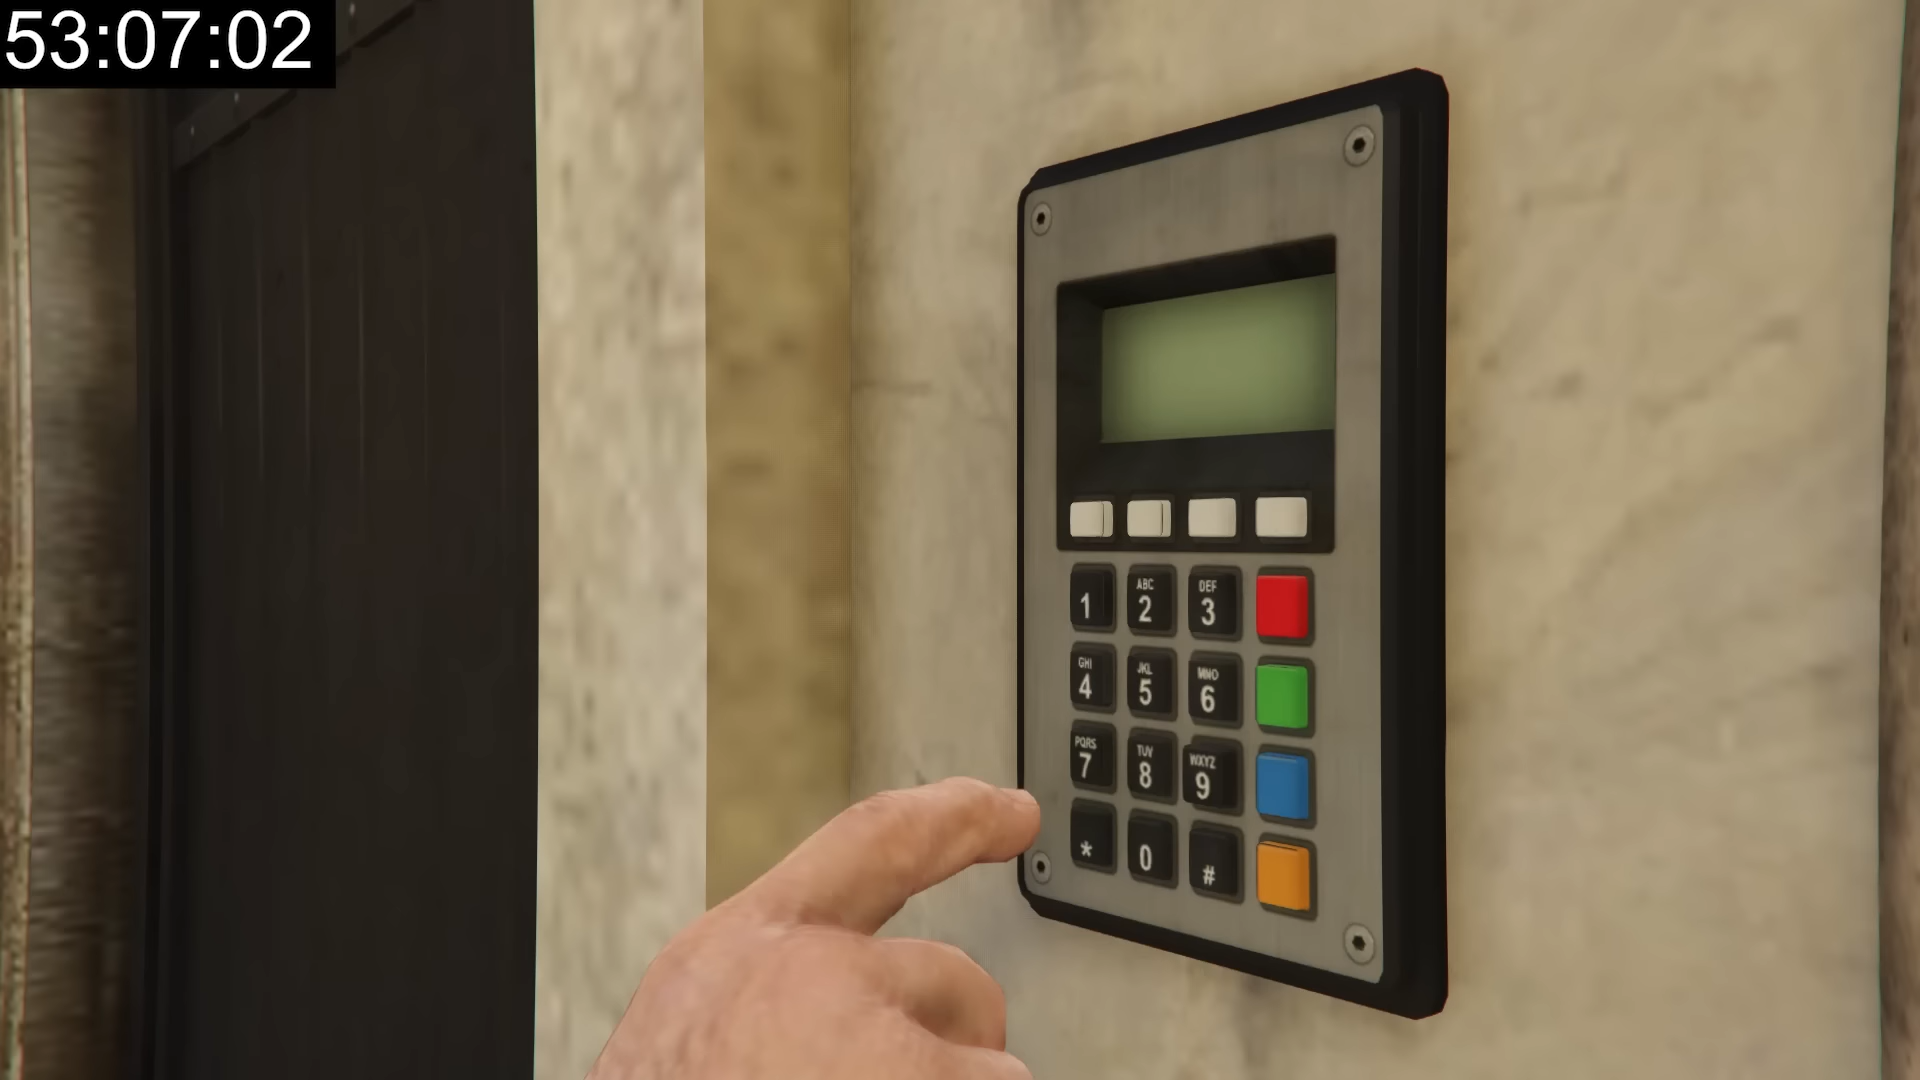 53:07:02
1 ABC 2 DEF 3
GHI 4 JKL 5 MNO 6
PQRS 7 TUV 8 WXYZ 9
* 0 #